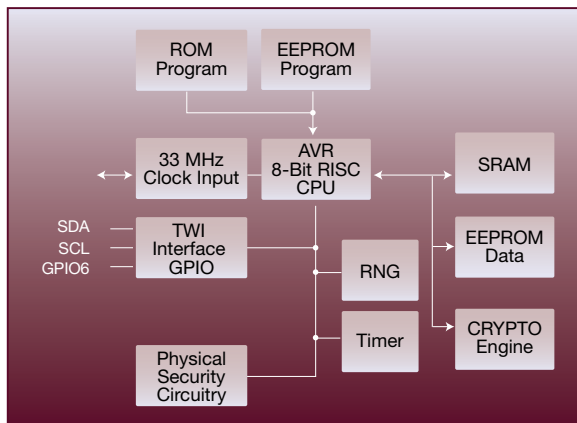 ROM
Program
EEPROM
Program
33 MHz
Clock Input
AVR
8-Bit RISC
CPU
SRAM
SDA
SCL
GPIO6
TWI
Interface
GPIO
RNG
EEPROM
Data
Timer
CRYPTO
Engine
Physical
Security
Circuitry